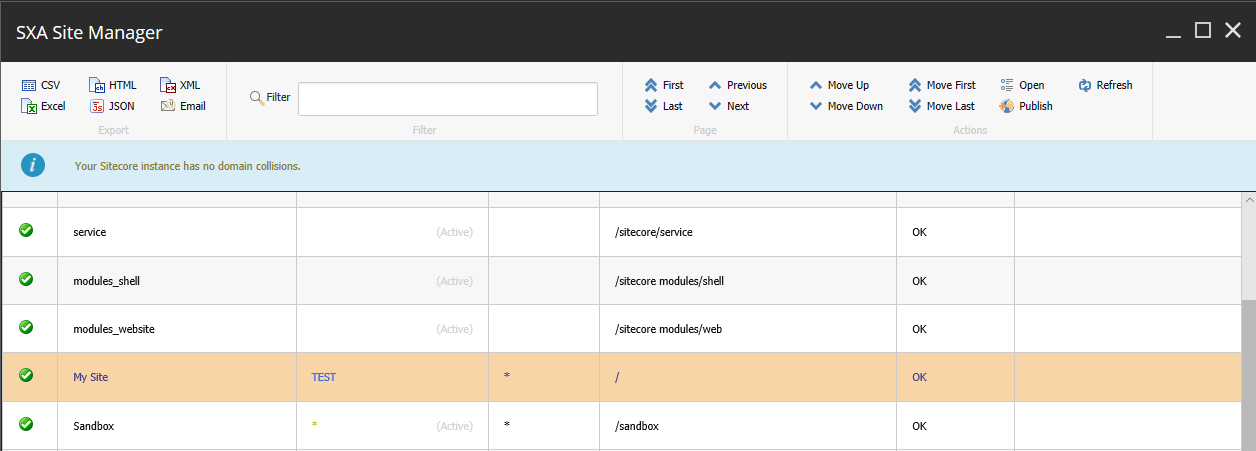 SXA Site Manager
CSV HTML XML
Excel JSON Email
Export
Filter
Filter
First Previous
Last Next
Page
Move Up Move First Open Refresh
Move Down Move Last Publish
Actions
Your Sitecore instance has no domain collisions.
service (Active) /sitecore/service OK
modules_shell (Active) /sitecore modules/shell OK
modules_website (Active) /sitecore modules/web OK
My Site TEST * / OK
Sandbox * (Active) * /sandbox OK